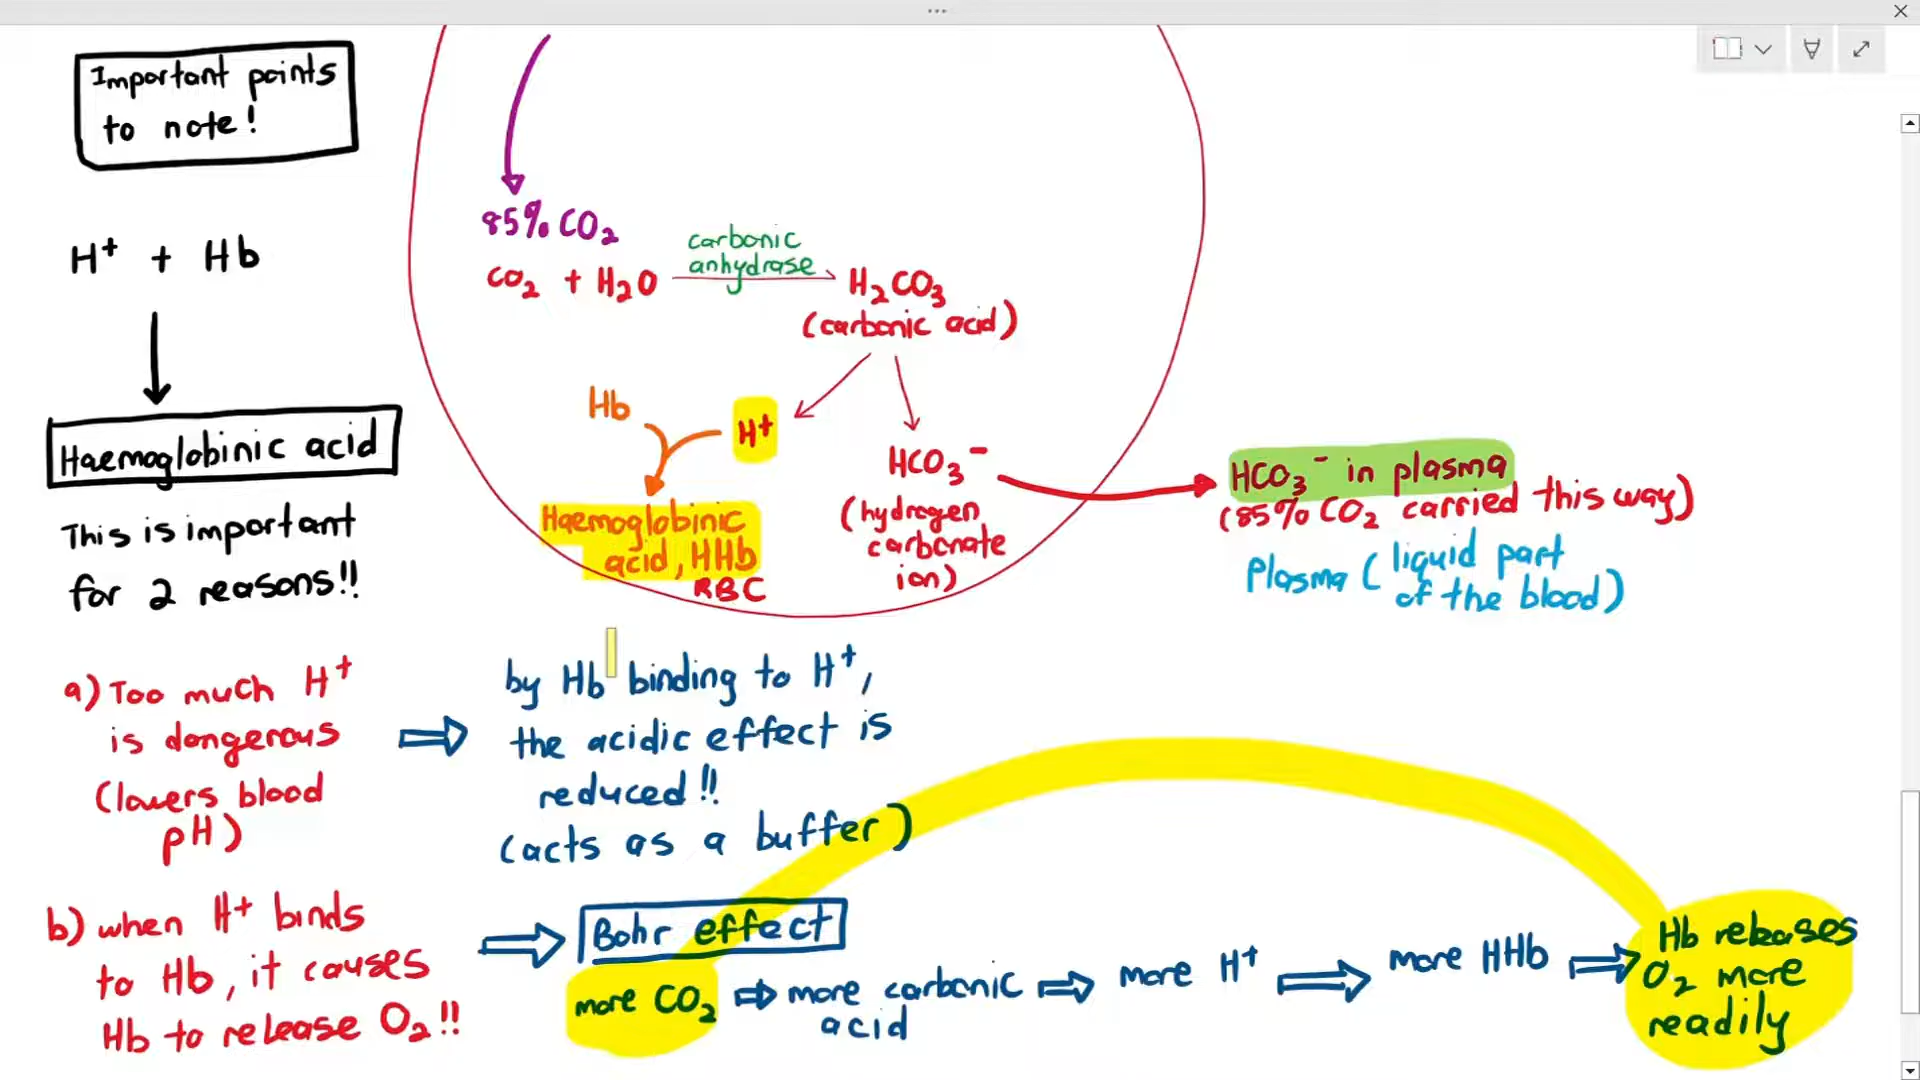 Important points
to note!
H⁺ + Hb
Haemoglobinic acid
This is important
for 2 reasons!!
85% CO₂
CO₂ + H₂O
carbonic
anhydrase
H₂CO₃
(carbonic acid)
Hb
H⁺
HCO₃⁻
(hydrogen
carbonate
ion)
Haemoglobinic
acid, HHb
RBC
HCO₃⁻ in plasma
(85% CO₂ carried this way)
Plasma (liquid part
of the blood)
a) Too much H⁺
is dangerous
(lowers blood
pH)
by Hb binding to H⁺,
the acidic effect is
reduced!!
(acts as a buffer)
b) when H⁺ binds
to Hb, it causes
Hb to release O₂!!
Bohr effect
more CO₂
more carbonic
acid
more H⁺
more HHb
Hb releases
O₂ more
readily